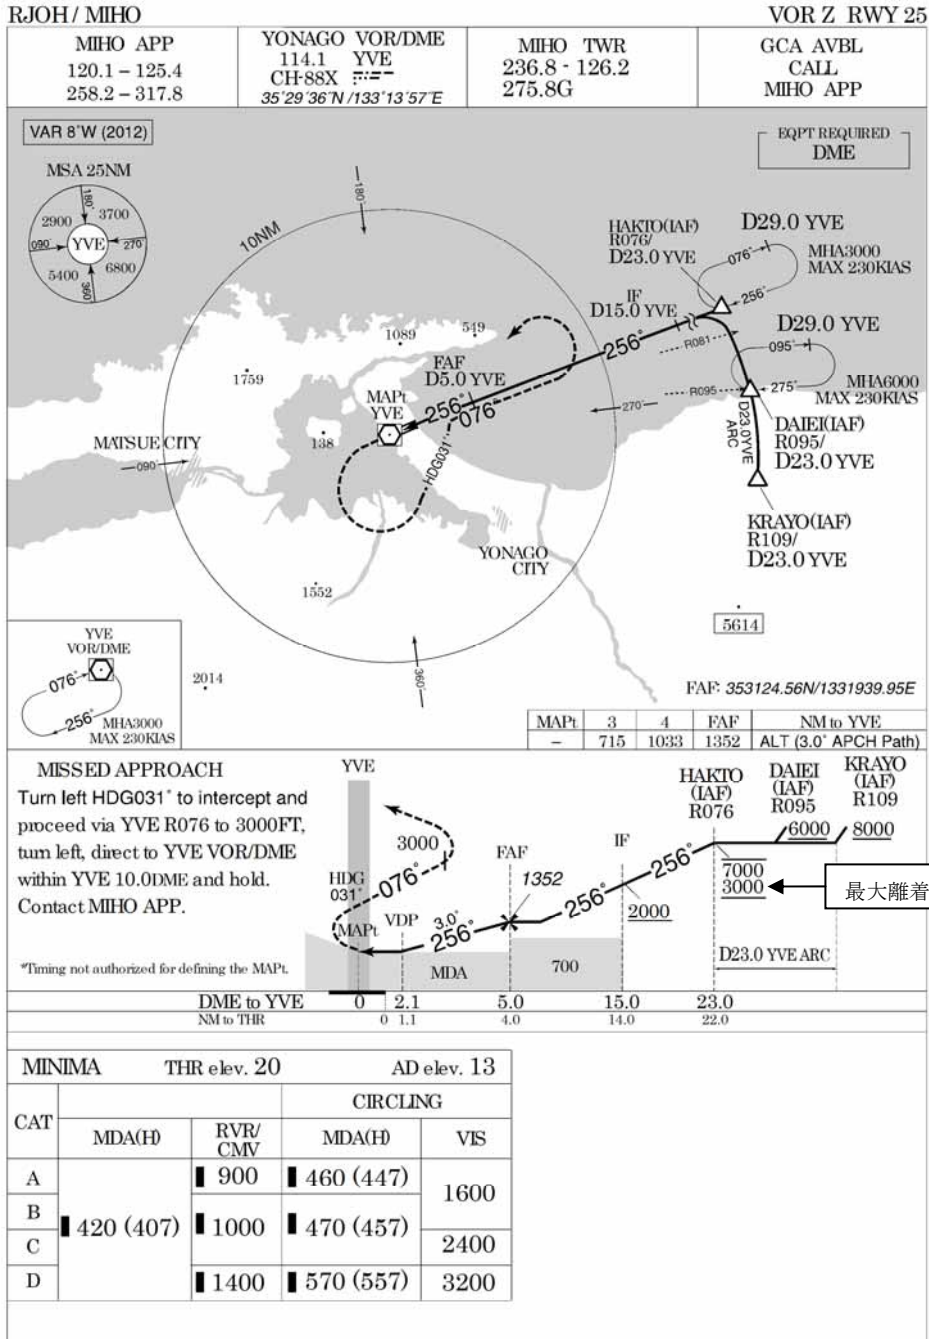 RJOH / MIHO
VOR Z RWY 25
MIHO APP
120.1 – 125.4
258.2 – 317.8
YONAGO VOR/DME
114.1 YVE
CH-88X
35°29´36˝N /133°13´57˝E
MIHO TWR
236.8 - 126.2
275.8G
GCA AVBL
CALL
MIHO APP
VAR 8°W (2012)
EQPT REQUIRED
DME
MSA 25NM
180°
2900
3700
090°
YVE
270°
5400
6800
360°
180°
10NM
HAKTO(IAF)
R076/
D23.0 YVE
D29.0 YVE
076°
MHA3000
MAX 230KIAS
256°
IF
D15.0 YVE
256°
R081
D29.0 YVE
095°
275°
MHA6000
MAX 230KIAS
R095
270°
1089
549
1759
FAF
D5.0 YVE
MAPt
YVE
256°
076°
138
HDG031°
MATSUE CITY
090°
D23.0YVE
ARC
DAIEI(IAF)
R095/
D23.0 YVE
KRAYO(IAF)
R109/
D23.0 YVE
YONAGO
CITY
1552
5614
360°
YVE
VOR/DME
076°
256°
MHA3000
MAX 230KIAS
2014
FAF: 353124.56N/1331939.95E
MAPt 3 4 FAF NM to YVE
– 715 1033 1352 ALT (3.0° APCH Path)
MISSED APPROACH
Turn left HDG031° to intercept and
proceed via YVE R076 to 3000FT,
turn left, direct to YVE VOR/DME
within YVE 10.0DME and hold.
Contact MIHO APP.
*Timing not authorized for defining the MAPt.
YVE
3000
HDG
031°
076°
MAPt
VDP
3.0°
256°
FAF
1352
256°
IF
2000
256°
HAKTO
(IAF)
R076
DAIEI
(IAF)
R095
KRAYO
(IAF)
R109
6000
8000
7000
3000
最大離着
MDA
700
D23.0 YVE ARC
DME to YVE 0 2.1 5.0 15.0 23.0
NM to THR 0 1.1 4.0 14.0 22.0
MINIMA THR elev. 20 AD elev. 13
CAT
CIRCLING
MDA(H)
RVR/
CMV
MDA(H)
VIS
A 900 460 (447)
1600
B
420 (407) 1000 470 (457)
C 2400
D 1400 570 (557) 3200